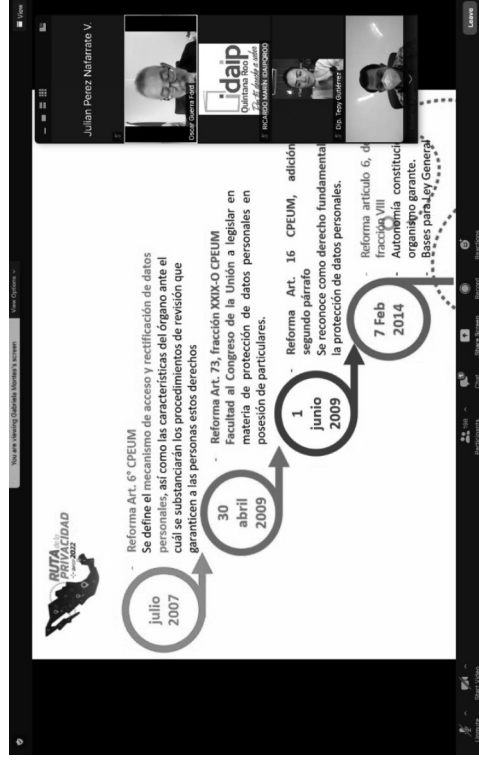 You are viewing Gabriela Montes's screen
View Options
View
RUTA de la
PRIVACIDAD
2022
julio
2007
- Reforma Art. 6° CPEUM
Se define el mecanismo de acceso y rectificación de datos
personales, así como las características del órgano ante el
cuál se substanciarán los procedimientos de revisión que
garanticen a las personas estos derechos
30
abril
2009
- Reforma Art. 73, fracción XXIX-O CPEUM
Facultad al Congreso de la Unión a legislar en
materia de protección de datos personales en
posesión de particulares.
1
junio
2009
- Reforma Art. 16 CPEUM, adición
segundo párrafo
Se reconoce como derecho fundamental
la protección de datos personales.
7 Feb
2014
- Reforma artículo 6, de
fracción VIII
- Autonomía constituci
organismo garante.
- Bases para Ley General
Julian Perez Nafarrate V.
Oscar Guerra Ford
idaip
Quintana Roo
RICARDO MARÍN IDAIPQROO
Dip. Tepy Gutiérrez
Unmute
Start Video
Participants
Chat
Share Screen
Record
Reactions
Leave